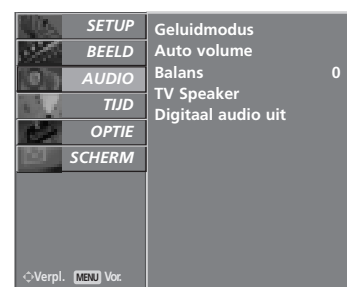 SETUP
BEELD
AUDIO
TIJD
OPTIE
SCHERM
Geluidmodus
Auto volume
Balans 0
TV Speaker
Digitaal audio uit
Verpl. MENU Vor.